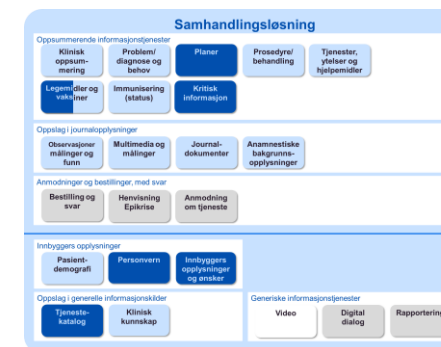 Samhandlingsløsning
Oppsummerende informasjonstjenester
Klinisk
oppsum-
mering
Problem/
diagnose og
behov
Planer
Prosedyre/
behandling
Tjenester,
ytelser og
hjelpemidler
Legemidler og
vaksiner
Immunisering
(status)
Kritisk
informasjon
Oppslag i journalopplysninger
Observasjoner
målinger og
funn
Multimedia og
målinger
Journal-
dokumenter
Anamnestiske
bakgrunns-
opplysninger
Anmodninger og bestillinger, med svar
Bestilling og
svar
Henvisning
Epikrise
Anmodning
om tjeneste
Innbyggers opplysninger
Pasient-
demografi
Personvern
Innbyggers
opplysninger
og ønsker
Oppslag i generelle informasjonskilder
Tjeneste-
katalog
Klinisk
kunnskap
Generiske informasjonstjenester
Video
Digital
dialog
Rapportering